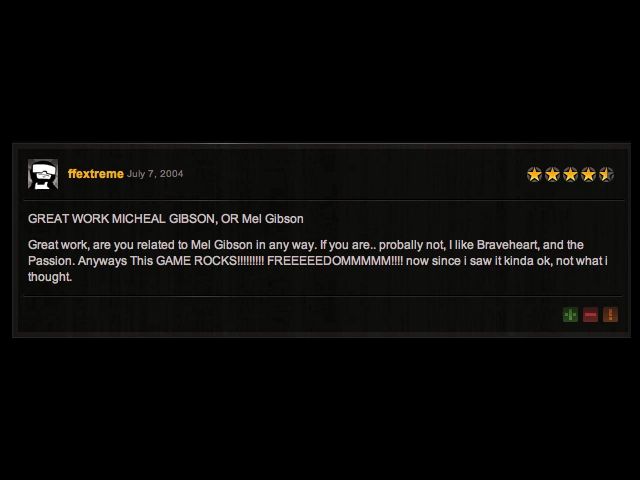 ffextreme July 7, 2004
GREAT WORK MICHEAL GIBSON, OR Mel Gibson
Great work, are you related to Mel Gibson in any way. If you are.. probally not, I like Braveheart, and the
Passion. Anyways This GAME ROCKS!!!!!!!!! FREEEEEDOMMMMM!!!! now since i saw it kinda ok, not what i
thought.